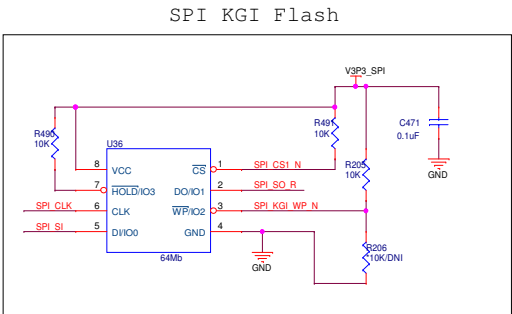 SPI KGI Flash
V3P3_SPI
R490
10K
R491
10K
C471
0.1uF
U36
R205
10K
GND
8 VCC CS 1 SPI_CS1_N
7 HOLD/IO3 DO/IO1 2 SPI_SO_R
SPI_CLK 6 CLK WP/IO2 3 SPI_KGI_WP_N
SPI_SI 5 DI/IO0 GND 4
64Mb
GND
R206
*10K/DNI